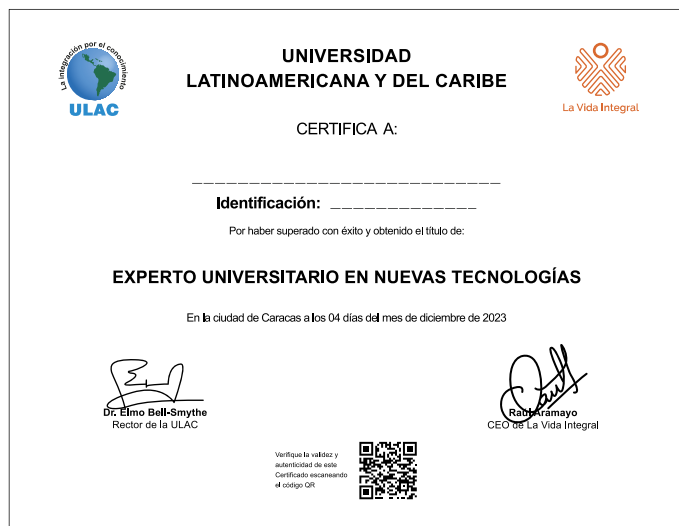 La integración por el conocimiento
ULAC
UNIVERSIDAD
LATINOAMERICANA Y DEL CARIBE
La Vida Integral
CERTIFICA A:
___________________________
Identificación: _____________
Por haber superado con éxito y obtenido el título de:
EXPERTO UNIVERSITARIO EN NUEVAS TECNOLOGÍAS
En la ciudad de Caracas a los 04 días del mes de diciembre de 2023
Dr. Elmo Bell-Smythe
Rector de la ULAC
Raúl Aramayo
CEO de La Vida Integral
Verifique la validez y
autenticidad de este
Certificado escaneando
el código QR